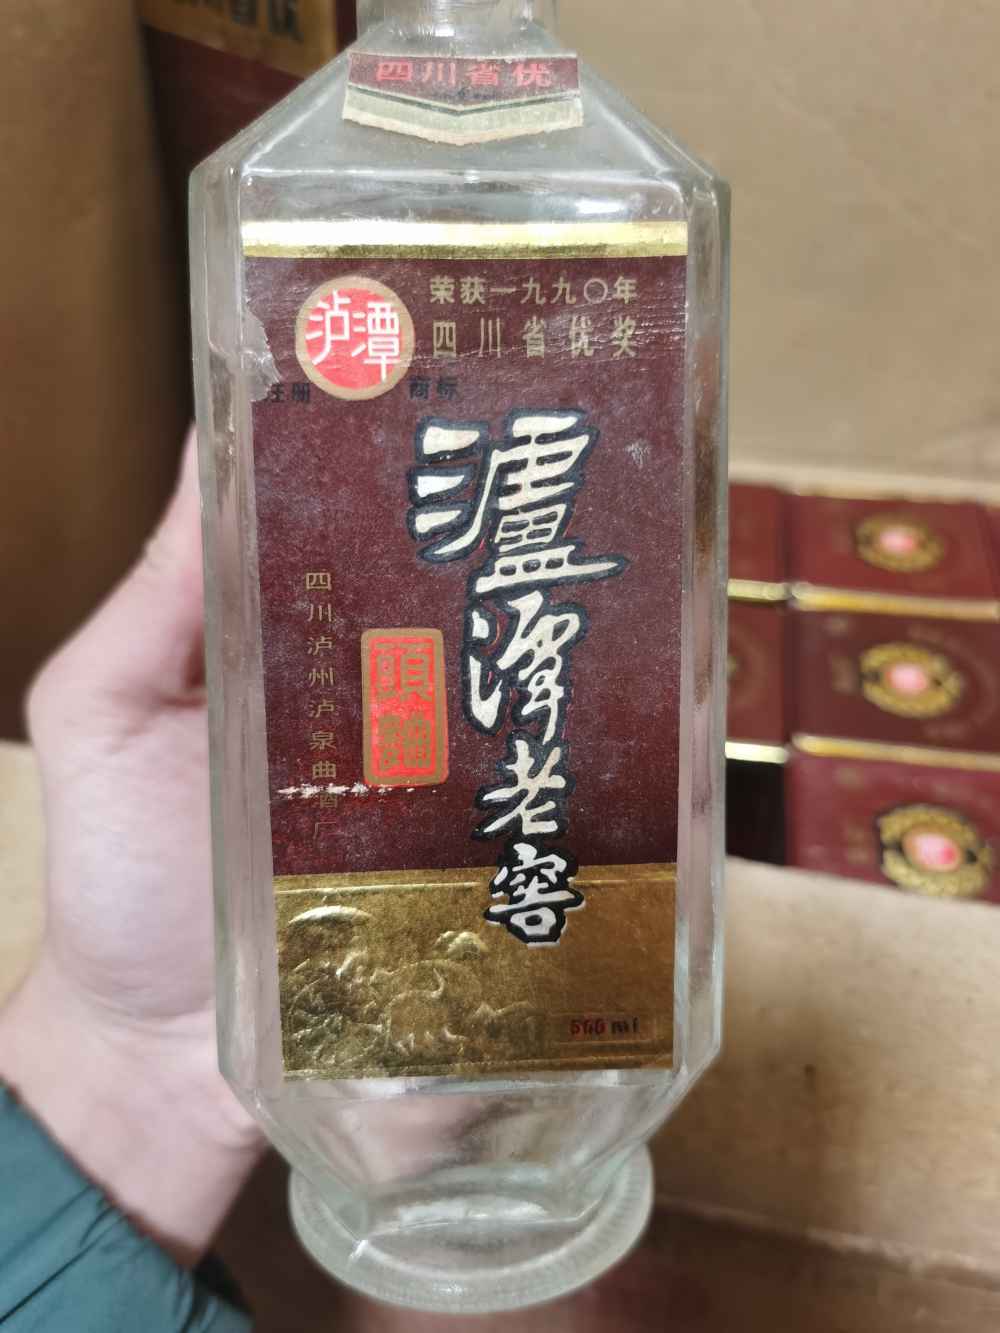 四川省优
荣获一九九〇年
四川省优奖
泸潭
注册 商标
瀘潭老窖
頭麯
四川泸州泸泉曲酒厂
500ml